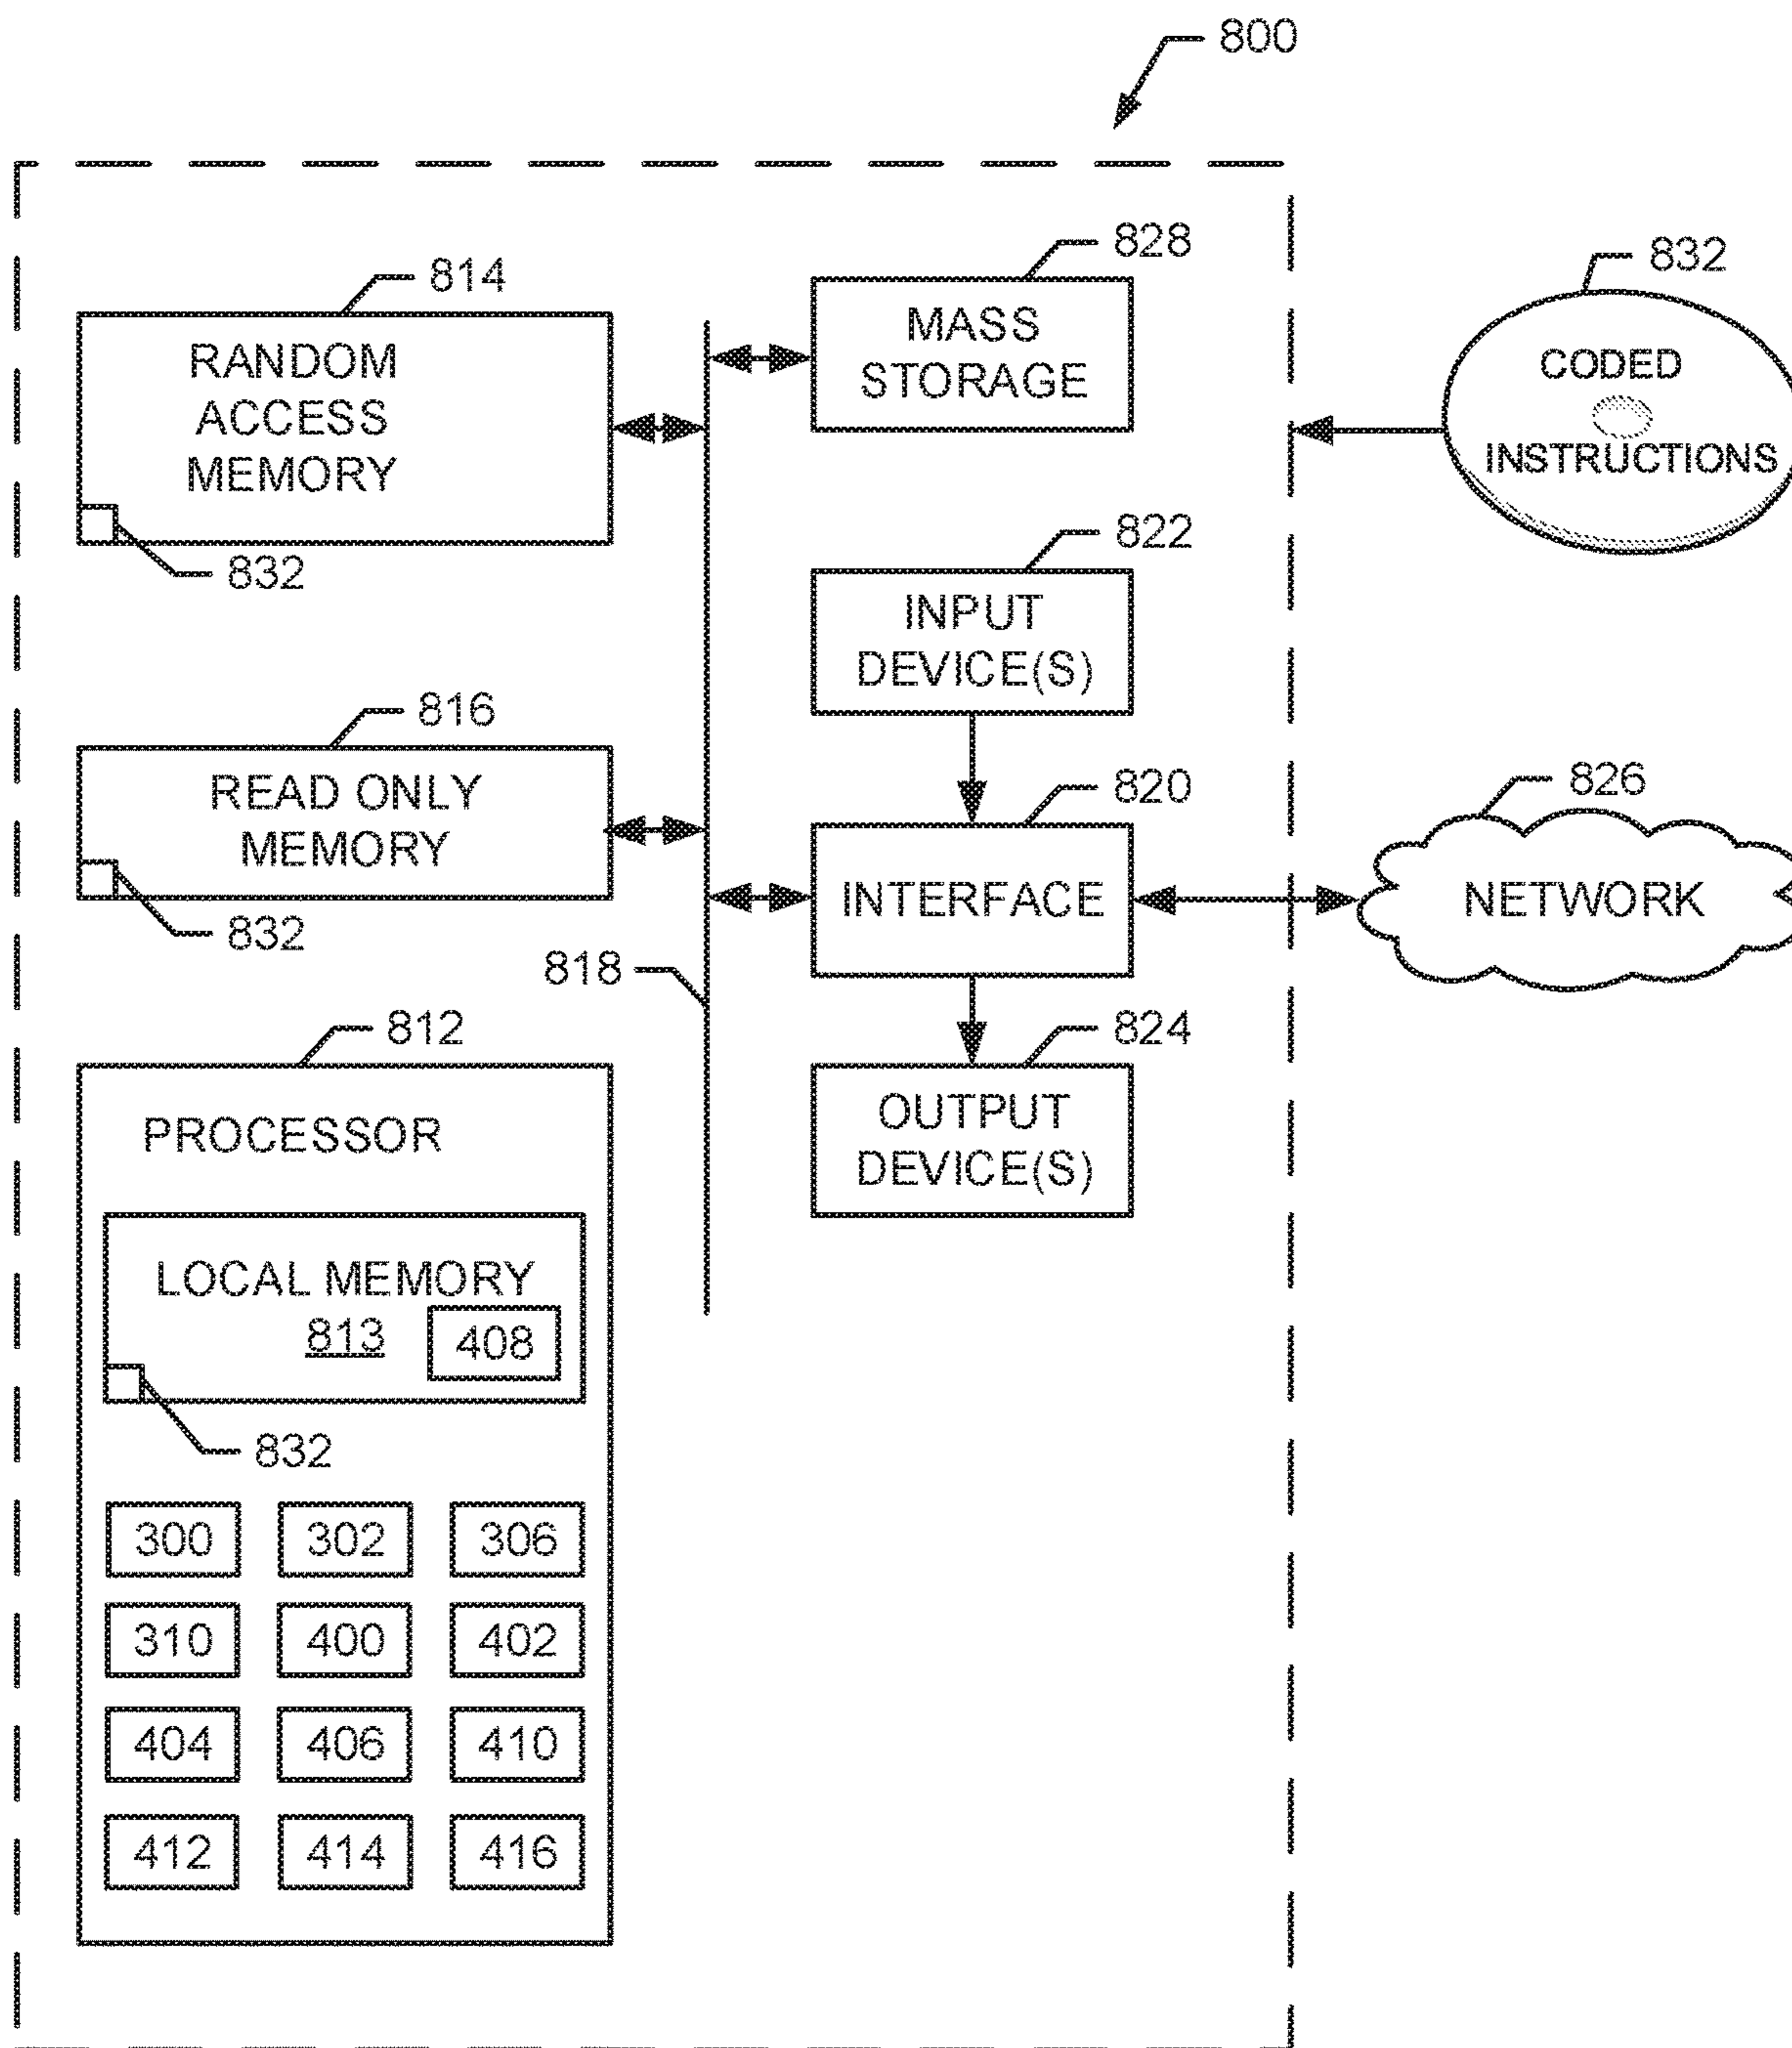 800
814
RANDOM
ACCESS
MEMORY
832
828
MASS
STORAGE
832
CODED
INSTRUCTIONS
822
INPUT
DEVICE(S)
816
READ ONLY
MEMORY
832
820
INTERFACE
826
NETWORK
818
812
PROCESSOR
LOCAL MEMORY
813
408
832
824
OUTPUT
DEVICE(S)
300 302 306
310 400 402
404 406 410
412 414 416